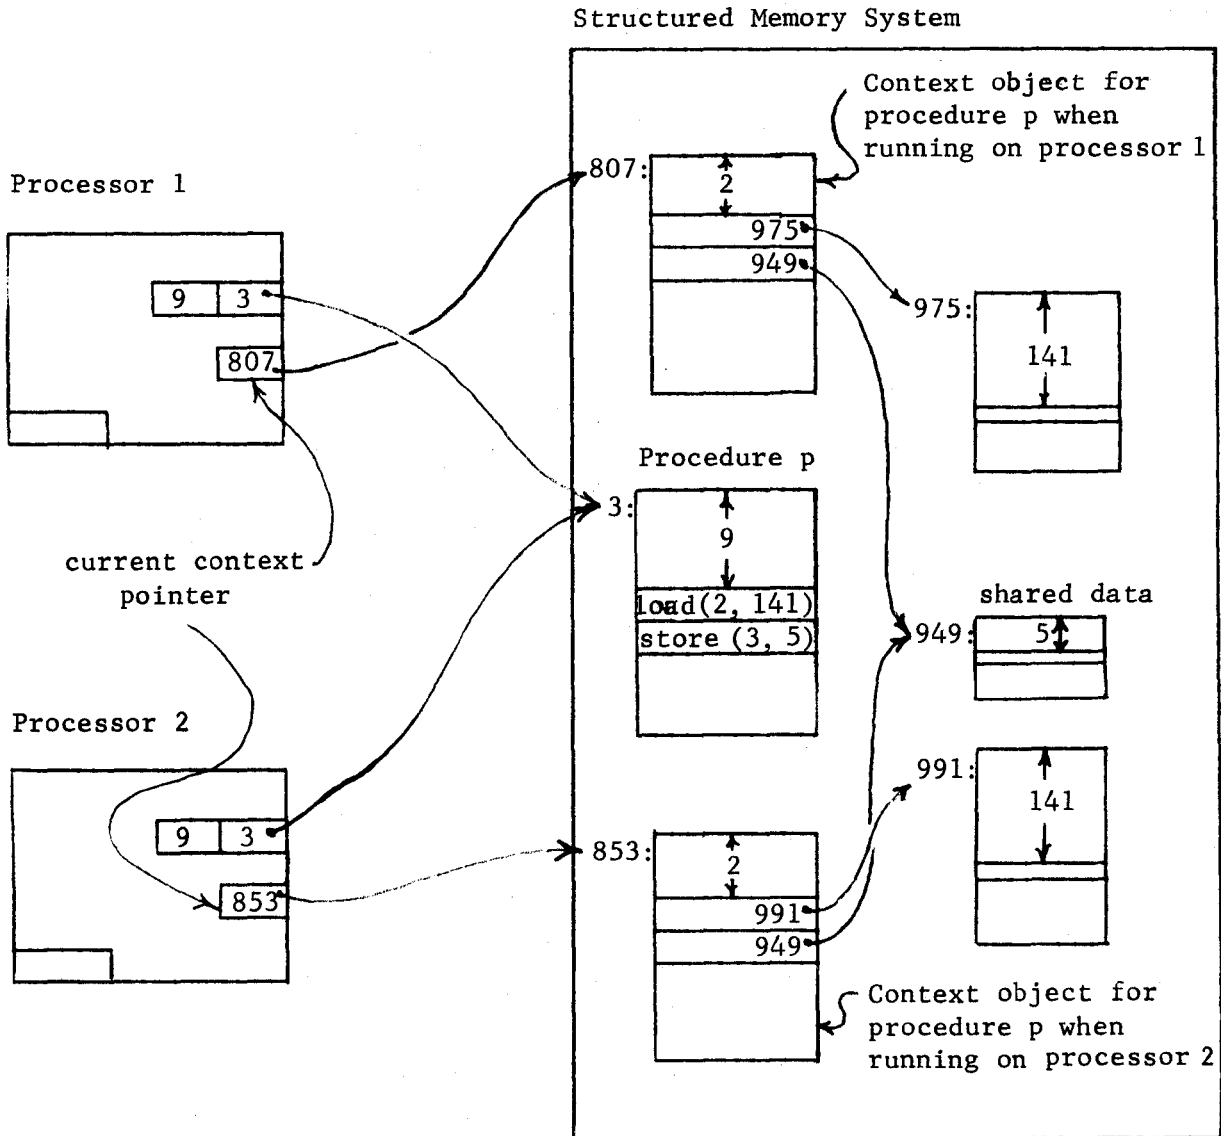 Structured Memory System
Context object for
procedure p when
running on processor 1
807:
2
975
949
Processor 1
9 3
807
975:
141
Procedure p
3:
9
load(2, 141)
store (3, 5)
current context
pointer
shared data
949:
5
Processor 2
9 3
853
991:
141
853:
2
991
949
Context object for
procedure p when
running on processor 2